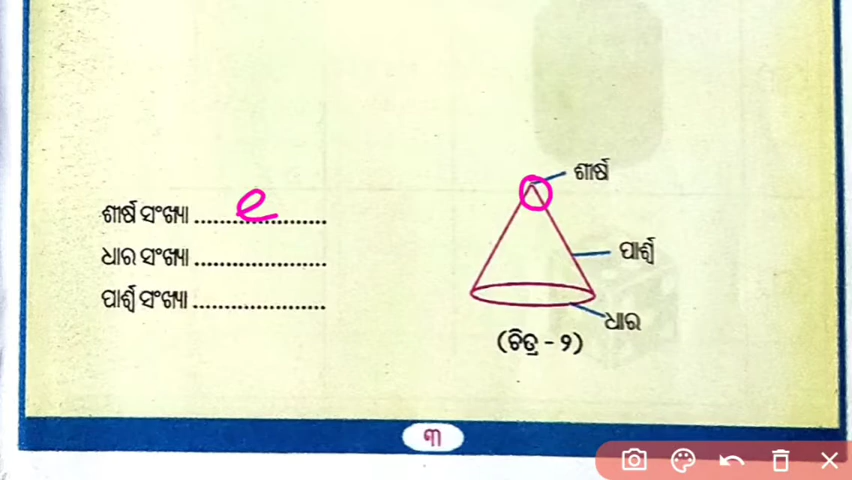 ଶୀର୍ଷ
ଶୀର୍ଷ ସଂଖ୍ୟା ........୧............
ଧାର ସଂଖ୍ୟା .....................
ପାର୍ଶ୍ୱ ସଂଖ୍ୟା .....................
ପାର୍ଶ୍ୱ
ଧାର
(ଚିତ୍ର - ୨)
୩